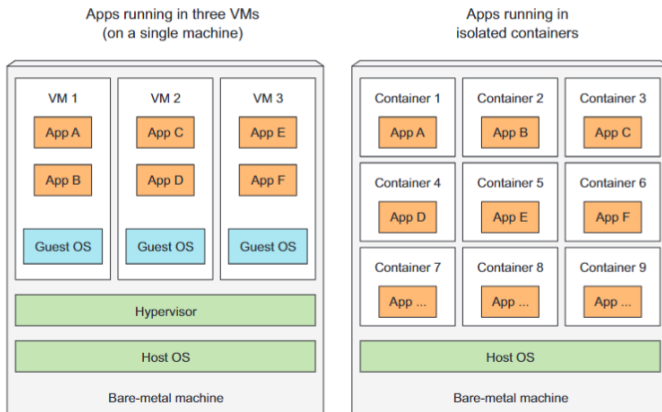 Apps running in three VMs
(on a single machine)
VM 1
VM 2
VM 3
App A
App C
App E
App B
App D
App F
Guest OS
Guest OS
Guest OS
Hypervisor
Host OS
Bare-metal machine
Apps running in
isolated containers
Container 1
Container 2
Container 3
App A
App B
App C
Container 4
Container 5
Container 6
App D
App E
App F
Container 7
Container 8
Container 9
App ...
App ...
App ...
Host OS
Bare-metal machine